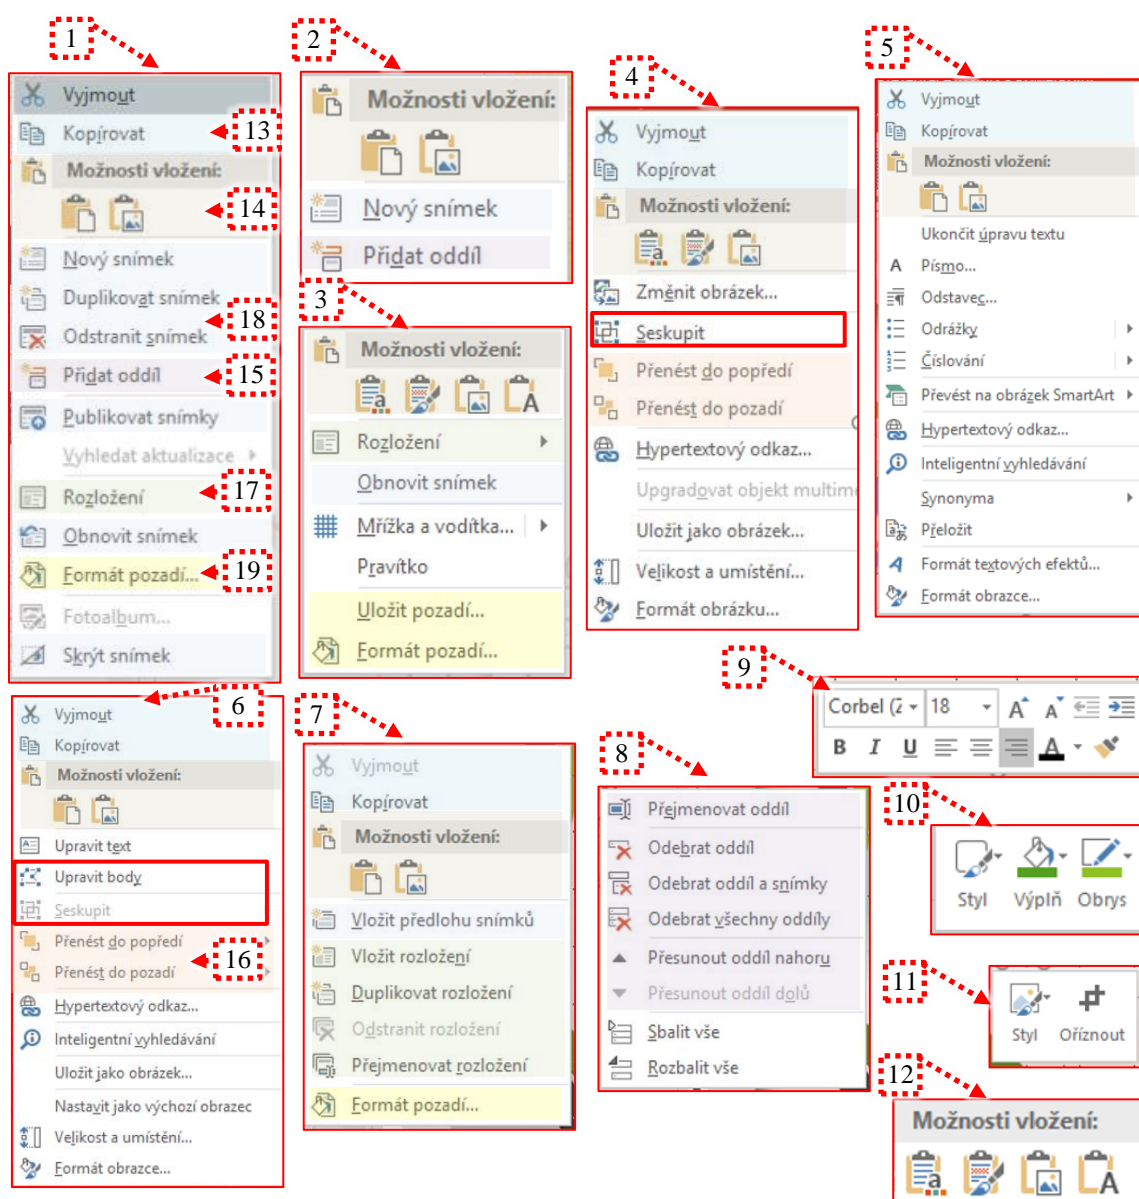 1
Vyjmout
Kopírovat
13
Možnosti vložení:
14
Nový snímek
Duplikovat snímek
18
Odstranit snímek
Přidat oddíl
15
Publikovat snímky
Vyhledat aktualizace
Rozložení
17
Obnovit snímek
Formát pozadí...
19
Fotoalbum...
Skrýt snímek
2
Možnosti vložení:
Nový snímek
Přidat oddíl
3
Možnosti vložení:
Rozložení
Obnovit snímek
Mřížka a vodítka...
Pravítko
Uložit pozadí...
Formát pozadí...
4
Vyjmout
Kopírovat
Možnosti vložení:
Změnit obrázek...
Seskupit
Přenést do popředí
Přenést do pozadí
Hypertextový odkaz...
Upgradovat objekt multim
Uložit jako obrázek...
Velikost a umístění...
Formát obrázku...
5
Vyjmout
Kopírovat
Možnosti vložení:
Ukončit úpravu textu
Písmo...
Odstavec...
Odrážky
Číslování
Převést na obrázek SmartArt
Hypertextový odkaz...
Inteligentní vyhledávání
Synonyma
Přeložit
Formát textových efektů...
Formát obrazce...
6
Vyjmout
Kopírovat
Možnosti vložení:
Upravit text
Upravit body
Seskupit
Přenést do popředí
16
Přenést do pozadí
Hypertextový odkaz...
Inteligentní vyhledávání
Uložit jako obrázek...
Nastavit jako výchozí obrazec
Velikost a umístění...
Formát obrazce...
7
Vyjmout
Kopírovat
Možnosti vložení:
Vložit předlohu snímků
Vložit rozložení
Duplikovat rozložení
Odstranit rozložení
Přejmenovat rozložení
Formát pozadí...
8
Přejmenovat oddíl
Odebrat oddíl
Odebrat oddíl a snímky
Odebrat všechny oddíly
Přesunout oddíl nahoru
Přesunout oddíl dolů
Sbalit vše
Rozbalit vše
9
Corbel (Z 18 A A
B I U A
10
Styl Výplň Obrys
11
Styl Oříznout
12
Možnosti vložení: